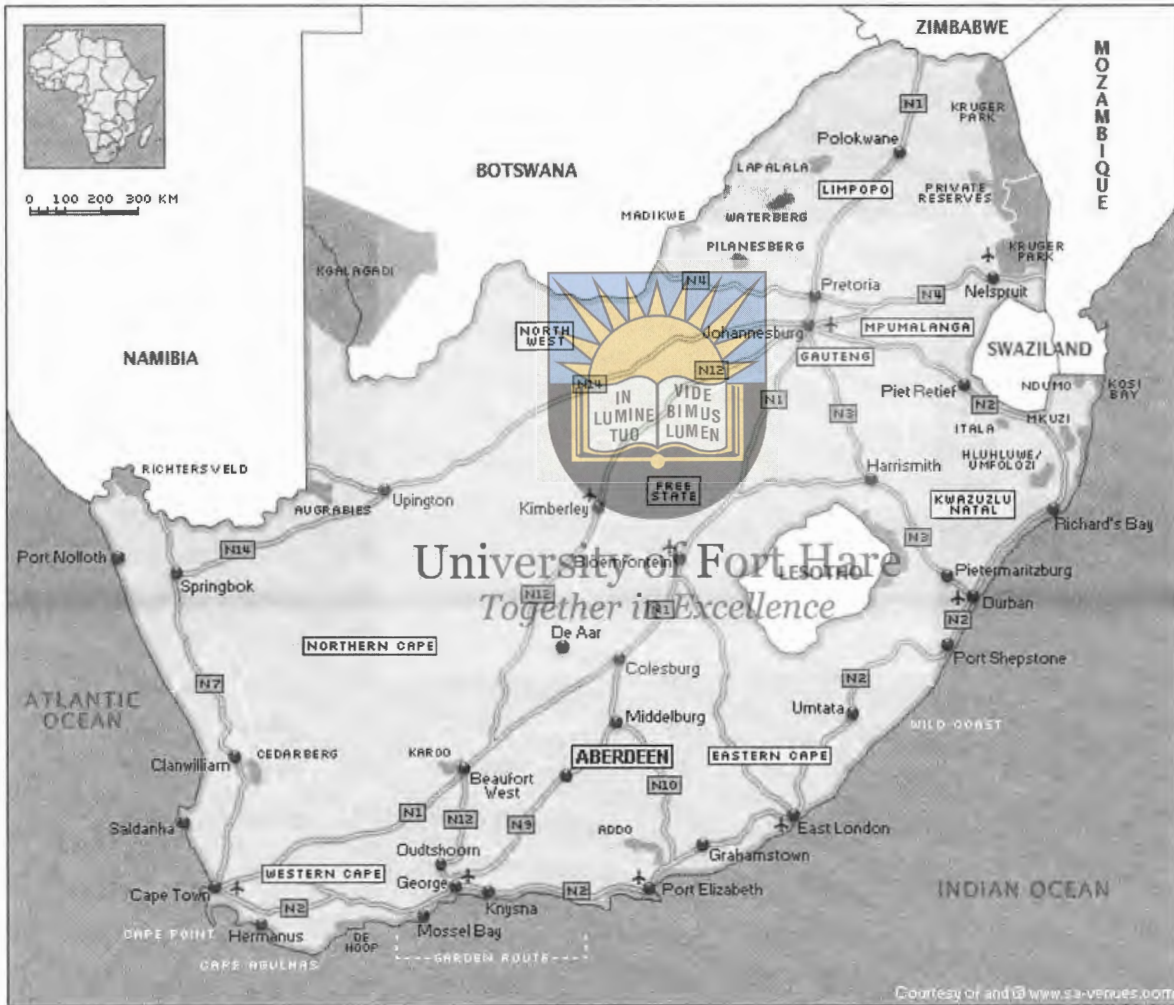 ZIMBABWE
MOZAMBIQUE
N1
KRUGER
PARK
Polokwane
LAPALALA
BOTSWANA
LIMPOPO
PRIVATE
RESERVES
0 100 200 300 KM
MADIKWE
WATERBERG
PILANESBERG
KRUGER
PARK
KGALAGADI
N4
Pretoria
N4
Nelspruit
NORTH
WEST
Johannesburg
MPUMALANGA
NAMIBIA
GAUTENG
SWAZILAND
N14
N12
Piet Retief
NDUMO
KOSI
BAY
IN
LUMINE
TUO
VIDE
BIMUS
LUMEN
N1
N3
N2
MKUZI
ITALA
HLUHLUWE/
UMFOLOZI
RICHTERSVELD
Harrismith
AUGRABIES
Upington
FREE
STATE
KWAZUZLU
NATAL
Kimberley
Richard's Bay
Port Nolloth
N14
N3
Springbok
Bloemfontein
University of Fort Hare
LESOTHO
Pietermaritzburg
Together in Excellence
N12
N1
Durban
N2
De Aar
NORTHERN CAPE
Colesburg
Port Shepstone
N7
N2
ATLANTIC
OCEAN
Middelburg
Umtata
WILD COAST
CEDARBERG
KAROO
ABERDEEN
EASTERN CAPE
Clanwilliam
Beaufort
West
N10
N1
N12
N9
Saldanha
ADDO
East London
Oudtshoorn
Grahamstown
WESTERN CAPE
George
Cape Town
Knysna
N2
Port Elizabeth
INDIAN OCEAN
N2
Mossel Bay
CAPE POINT
Hermanus
DE
HOOP
GARDEN ROUTE
CAPE AGULHAS
Courtesy of and @ www.sa-venues.com